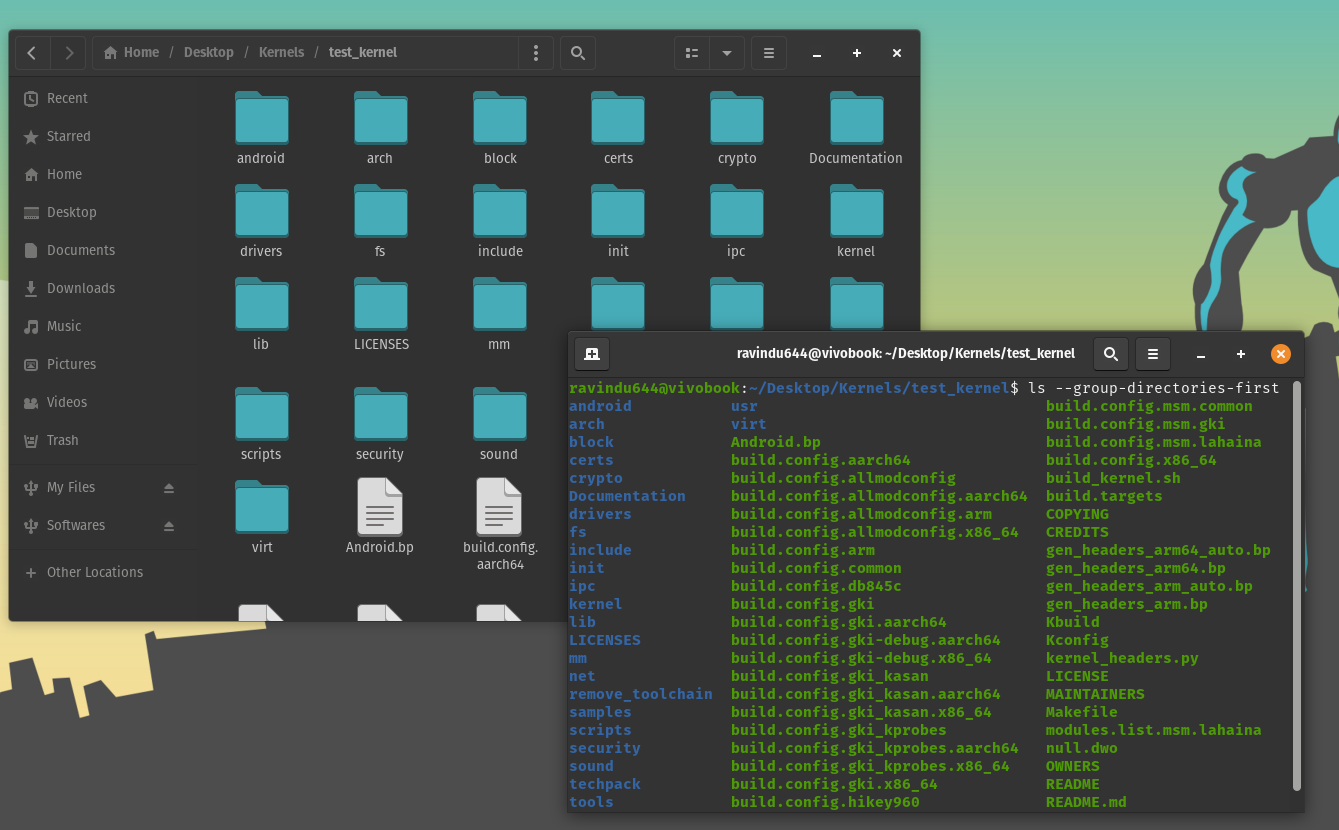 Home / Desktop / Kernels / test_kernel
Recent
Starred
Home
Desktop
Documents
Downloads
Music
Pictures
Videos
Trash
My Files
Softwares
+ Other Locations
android arch block certs crypto Documentation
drivers fs include init ipc kernel
lib LICENSES mm
scripts security sound
virt Android.bp build.config.
aarch64
ravindu644@vivobook: ~/Desktop/Kernels/test_kernel
ravindu644@vivobook:~/Desktop/Kernels/test_kernel$ ls --group-directories-first
android usr build.config.msm.common
arch virt build.config.msm.gki
block Android.bp build.config.msm.lahaina
certs build.config.aarch64 build.config.x86_64
crypto build.config.allmodconfig build_kernel.sh
Documentation build.config.allmodconfig.aarch64 build.targets
drivers build.config.allmodconfig.arm COPYING
fs build.config.allmodconfig.x86_64 CREDITS
include build.config.arm gen_headers_arm64_auto.bp
init build.config.common gen_headers_arm64.bp
ipc build.config.db845c gen_headers_arm_auto.bp
kernel build.config.gki gen_headers_arm.bp
lib build.config.gki.aarch64 Kbuild
LICENSES build.config.gki-debug.aarch64 Kconfig
mm build.config.gki-debug.x86_64 kernel_headers.py
net build.config.gki_kasan LICENSE
remove_toolchain build.config.gki_kasan.aarch64 MAINTAINERS
samples build.config.gki_kasan.x86_64 Makefile
scripts build.config.gki_kprobes modules.list.msm.lahaina
security build.config.gki_kprobes.aarch64 null.dwo
sound build.config.gki_kprobes.x86_64 OWNERS
techpack build.config.gki.x86_64 README
tools build.config.hikey960 README.md